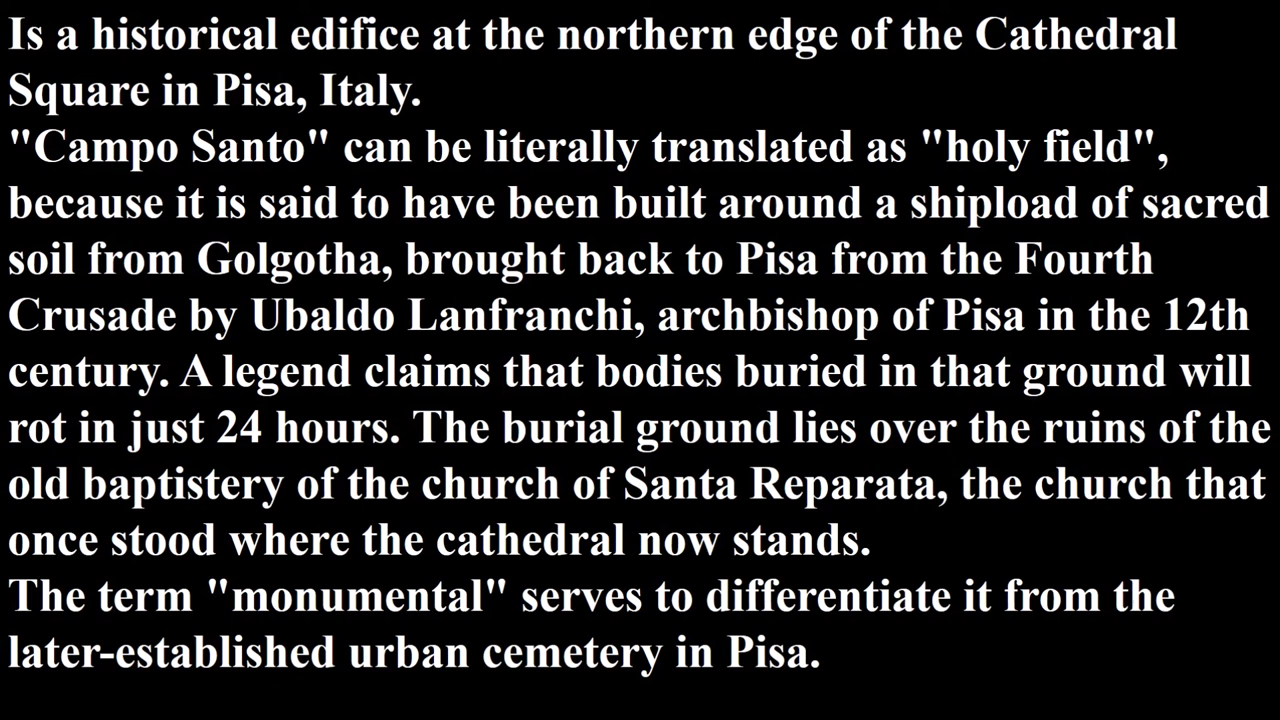 Is a historical edifice at the northern edge of the Cathedral
Square in Pisa, Italy.
"Campo Santo" can be literally translated as "holy field",
because it is said to have been built around a shipload of sacred
soil from Golgotha, brought back to Pisa from the Fourth
Crusade by Ubaldo Lanfranchi, archbishop of Pisa in the 12th
century. A legend claims that bodies buried in that ground will
rot in just 24 hours. The burial ground lies over the ruins of the
old baptistery of the church of Santa Reparata, the church that
once stood where the cathedral now stands.
The term "monumental" serves to differentiate it from the
later-established urban cemetery in Pisa.